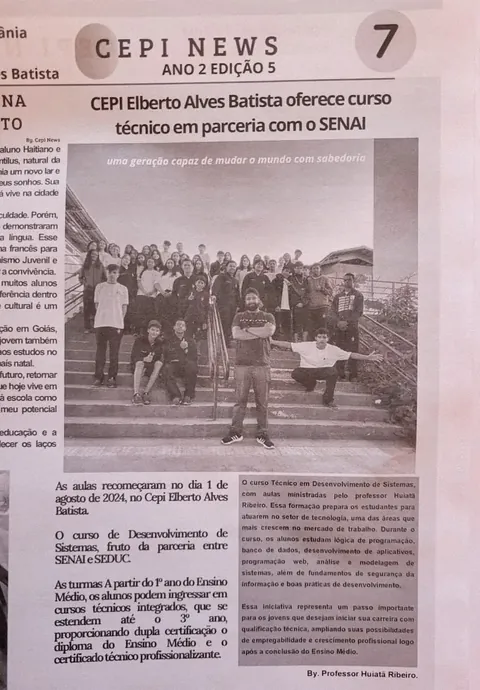 ânia
s Batista
CEPI NEWS
ANO 2 EDIÇÃO 5
7
NA
TO
By. Cepi News
aluno Haitiano e
ntilus, natural da
nia um novo lar e
eus sonhos. Sua
á vive na cidade
culdade. Porém,
demonstraram
a língua. Esse
na francês para
nismo Juvenil e
r a convivência.
muitos alunos
ferência dentro
e cultural é um
ção em Goiás,
jovem também
nos estudos no
país natal.
futuro, retornar
que hoje vive em
á escola como
meu potencial
educação e a
lecer os laços
CEPI Elberto Alves Batista oferece curso
técnico em parceria com o SENAI
uma geração capaz de mudar o mundo com sabedoria
As aulas recomeçaram no dia 1 de
agosto de 2024, no Cepi Elberto Alves
Batista.
O curso de Desenvolvimento de
Sistemas, fruto da parceria entre
SENAI e SEDUC.
As turmas A partir do 1º ano do Ensino
Médio, os alunos podem ingressar em
cursos técnicos integrados, que se
estendem até o 3º ano,
proporcionando dupla certificação o
diploma do Ensino Médio e o
certificado técnico profissionalizante.
O curso Técnico em Desenvolvimento de Sistemas,
com aulas ministradas pelo professor Huiatã
Ribeiro. Essa formação prepara os estudantes para
atuarem no setor de tecnologia, uma das áreas que
mais crescem no mercado de trabalho. Durante o
curso, os alunos estudam lógica de programação,
banco de dados, desenvolvimento de aplicativos,
programação web, análise e modelagem de
sistemas, além de fundamentos de segurança da
informação e boas práticas de desenvolvimento.
Essa iniciativa representa um passo importante
para os jovens que desejam iniciar sua carreira com
qualificação técnica, ampliando suas possibilidades
de empregabilidade e crescimento profissional logo
após a conclusão do Ensino Médio.
By. Professor Huiatã Ribeiro.